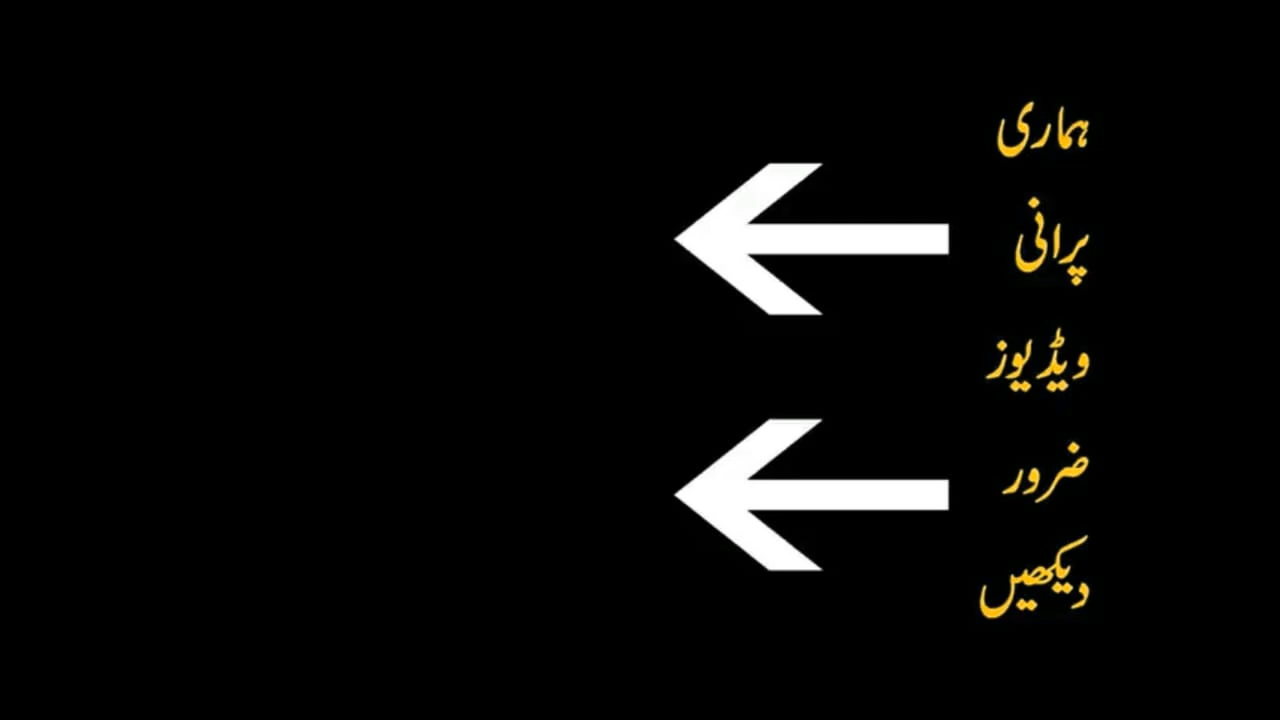 ہماری
پرانی
ویڈیوز
ضرور
دیکھیں